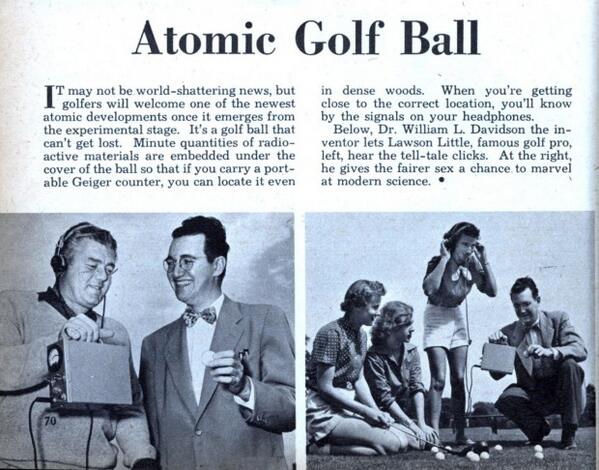 Atomic Golf Ball
IT may not be world-shattering news, but
golfers will welcome one of the newest
atomic developments once it emerges from
the experimental stage. It's a golf ball that
can't get lost. Minute quantities of radio-
active materials are embedded under the
cover of the ball so that if you carry a port-
able Geiger counter, you can locate it even
in dense woods. When you're getting
close to the correct location, you'll know
by the signals on your headphones.
Below, Dr. William L. Davidson the in-
ventor lets Lawson Little, famous golf pro,
left, hear the tell-tale clicks. At the right,
he gives the fairer sex a chance to marvel
at modern science. •
70